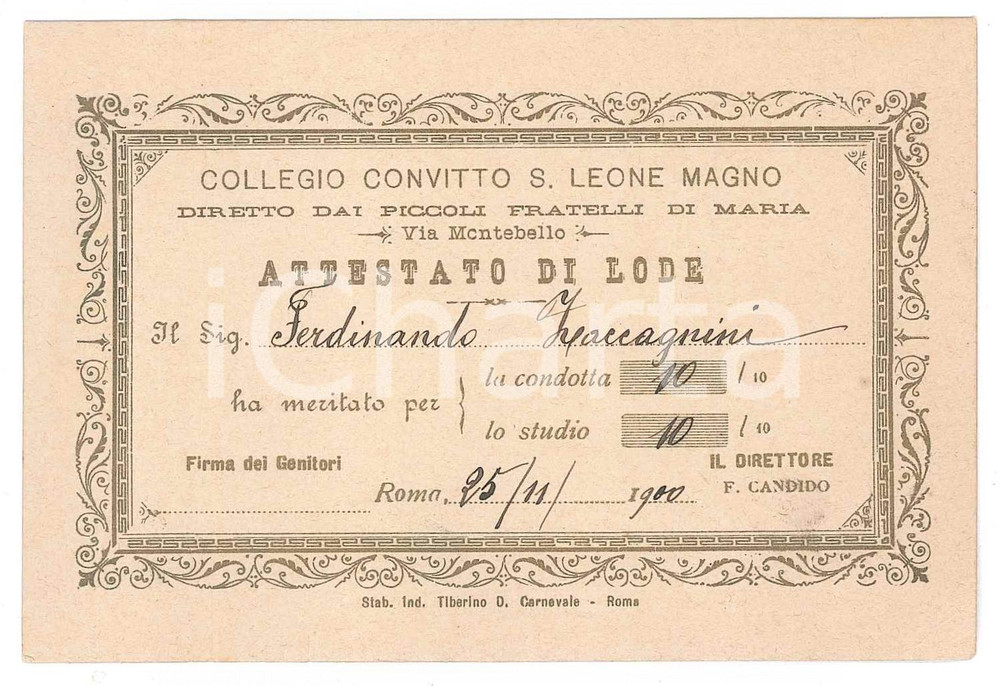 COLLEGIO CONVITTO S. LEONE MAGNO
DIRETTO DAI PICCOLI FRATELLI DI MARIA
Via Montebello
ATTESTATO DI LODE
Il Sig. Ferdinando Zaccagnini
ha meritato per { la condotta 10 / 10
lo studio 10 / 10
Firma dei Genitori
Roma, 25/11/ 1900
IL DIRETTORE
F. CANDIDO
Stab. Ind. Tiberino D. Carnevale - Roma
iCharta